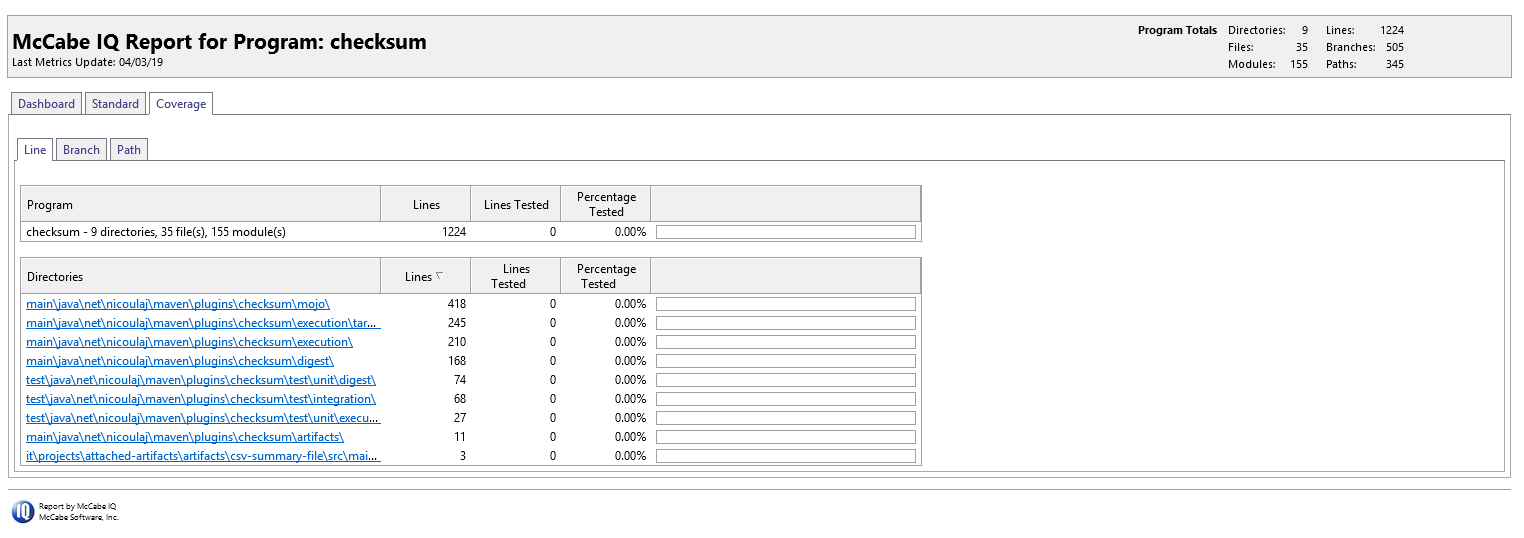 McCabe IQ Report for Program: checksum
Last Metrics Update: 04/03/19
Program Totals Directories: 9 Lines: 1224
Files: 35 Branches: 505
Modules: 155 Paths: 345
Dashboard Standard Coverage
Line Branch Path
Program Lines Lines Tested Percentage Tested
checksum - 9 directories, 35 file(s), 155 module(s) 1224 0 0.00%
Directories Lines Lines Tested Percentage Tested
main\java\net\nicoulaj\maven\plugins\checksum\mojo\ 418 0 0.00%
main\java\net\nicoulaj\maven\plugins\checksum\execution\tar... 245 0 0.00%
main\java\net\nicoulaj\maven\plugins\checksum\execution\ 210 0 0.00%
main\java\net\nicoulaj\maven\plugins\checksum\digest\ 168 0 0.00%
test\java\net\nicoulaj\maven\plugins\checksum\test\unit\digest\ 74 0 0.00%
test\java\net\nicoulaj\maven\plugins\checksum\test\integration\ 68 0 0.00%
test\java\net\nicoulaj\maven\plugins\checksum\test\unit\execu... 27 0 0.00%
main\java\net\nicoulaj\maven\plugins\checksum\artifacts\ 11 0 0.00%
it\projects\attached-artifacts\artifacts\csv-summary-file\src\mai... 3 0 0.00%
IQ
Report by McCabe IQ
McCabe Software, Inc.